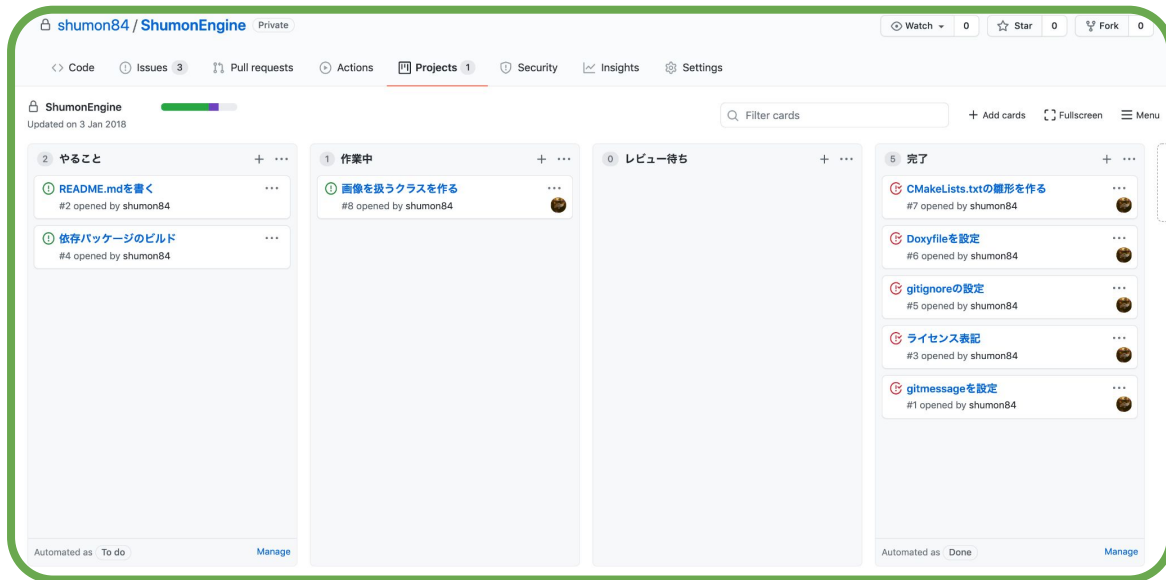 shumon84 / ShumonEngine Private
Watch 0 Star 0 Fork 0
Code Issues 3 Pull requests Actions Projects 1 Security Insights Settings
ShumonEngine
Updated on 3 Jan 2018
Filter cards
+ Add cards Fullscreen Menu
2 やること
README.mdを書く
#2 opened by shumon84
依存パッケージのビルド
#4 opened by shumon84
Automated as To do Manage
1 作業中
画像を扱うクラスを作る
#8 opened by shumon84
0 レビュー待ち
5 完了
CMakeLists.txtの雛形を作る
#7 opened by shumon84
Doxyfileを設定
#6 opened by shumon84
gitignoreの設定
#5 opened by shumon84
ライセンス表記
#3 opened by shumon84
gitmessageを設定
#1 opened by shumon84
Automated as Done Manage